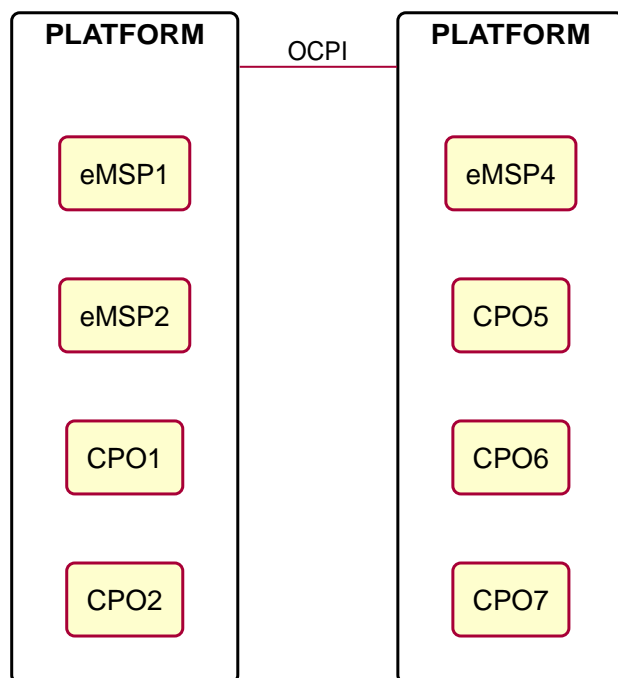 PLATFORM
OCPI
PLATFORM
eMSP1
eMSP4
eMSP2
CPO5
CPO1
CPO6
CPO2
CPO7